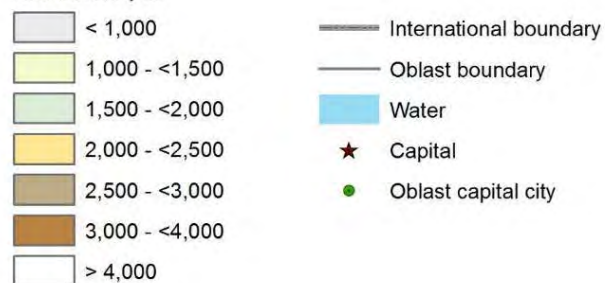 < 1,000
1,000 - <1,500
1,500 - <2,000
2,000 - <2,500
2,500 - <3,000
3,000 - <4,000
> 4,000
International boundary
Oblast boundary
Water
Capital
Oblast capital city